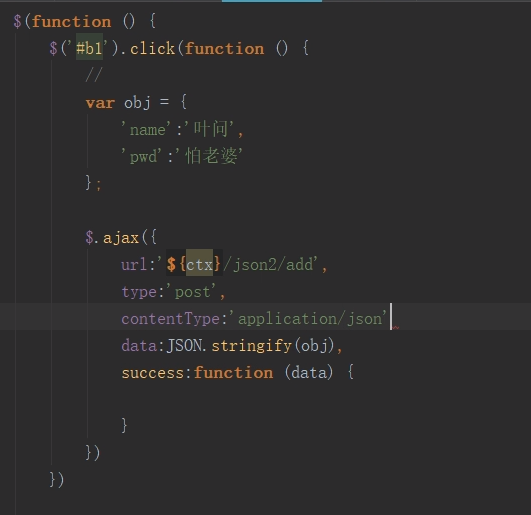 $(function () {
$('#b1').click(function () {
//
var obj = {
'name':'叶问',
'pwd':'怕老婆'
};
$.ajax({
url:'${ctx}/json2/add',
type:'post',
contentType:'application/json'
data:JSON.stringify(obj),
success:function (data) {
}
})
})